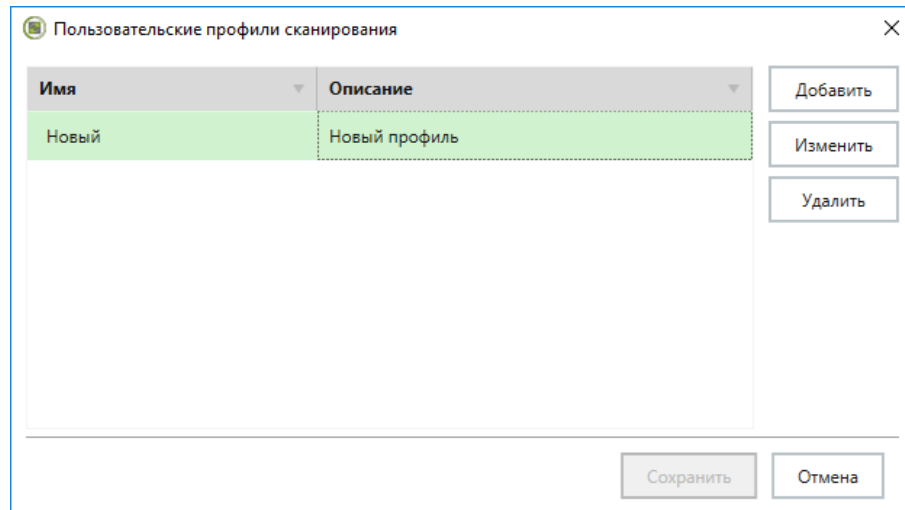 Пользовательские профили сканирования
Имя Описание Добавить
Новый Новый профиль Изменить
Удалить
Сохранить Отмена